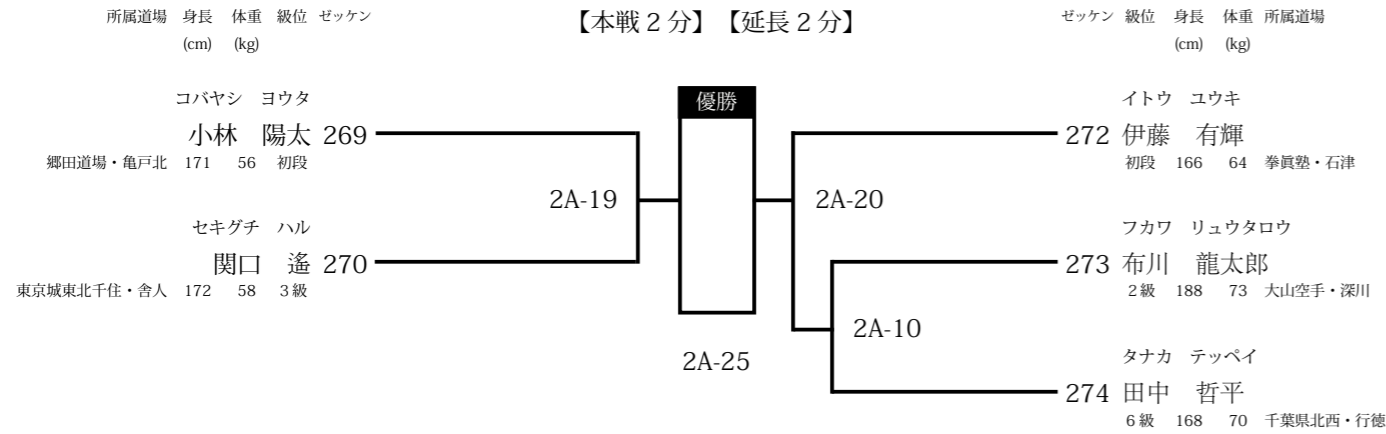 所属道場 身長 体重 級位 ゼッケン
(cm) (kg)
【本戦２分】【延長２分】
ゼッケン 級位 身長 体重 所属道場
(cm) (kg)
優勝
コバヤシ ヨウタ
小林 陽太 269
郷田道場・亀戸北 171 56 初段
2A-19
セキグチ ハル
関口 遙 270
東京城東北千住・舎人 172 58 ３級
2A-25
イトウ ユウキ
272 伊藤 有輝
初段 166 64 拳眞塾・石津
2A-20
フカワ リュウタロウ
273 布川 龍太郎
２級 188 73 大山空手・深川
2A-10
タナカ テッペイ
274 田中 哲平
６級 168 70 千葉県北西・行徳